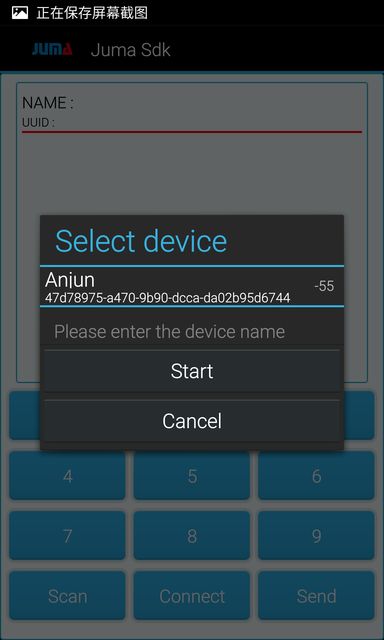 正在保存屏幕截图
JUMA Juma Sdk
NAME :
UUID :
Select device
Anjun -55
47d78975-a470-9b90-dcca-da02b95d6744
Please enter the device name
Start
Cancel
4 5 6
7 8 9
Scan Connect Send